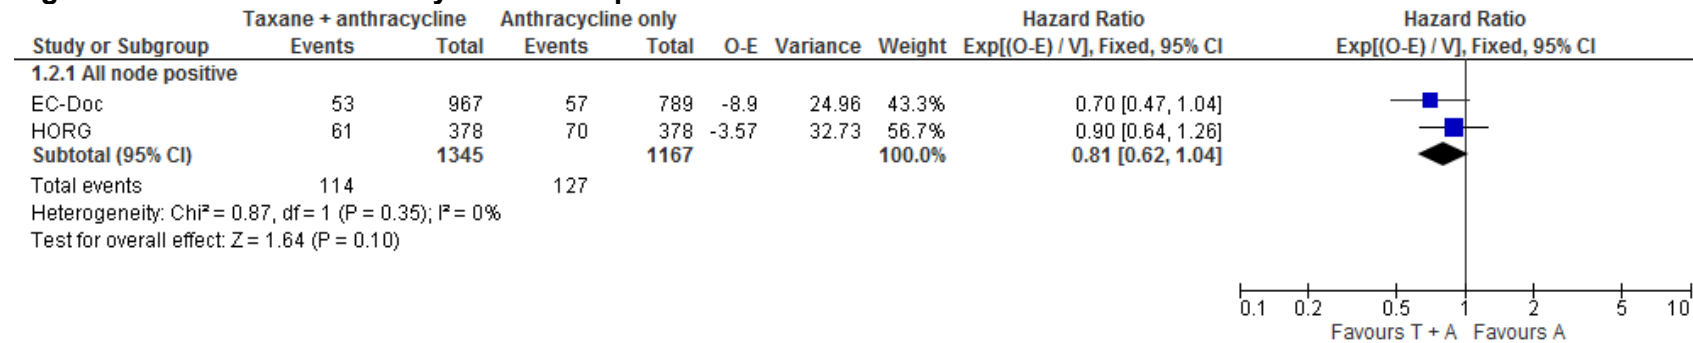 Taxane + anthracycline Anthracycline only Hazard Ratio Hazard Ratio
Study or Subgroup Events Total Events Total O-E Variance Weight Exp[(O-E) / V], Fixed, 95% CI Exp[(O-E) / V], Fixed, 95% CI
1.2.1 All node positive
EC-Doc 53 967 57 789 -8.9 24.96 43.3% 0.70 [0.47, 1.04]
HORG 61 378 70 378 -3.57 32.73 56.7% 0.90 [0.64, 1.26]
Subtotal (95% CI) 1345 1167 100.0% 0.81 [0.62, 1.04]
Total events 114 127
Heterogeneity: Chi² = 0.87, df = 1 (P = 0.35); I² = 0%
Test for overall effect: Z = 1.64 (P = 0.10)
0.1 0.2 0.5 1 2 5 10
Favours T + A Favours A